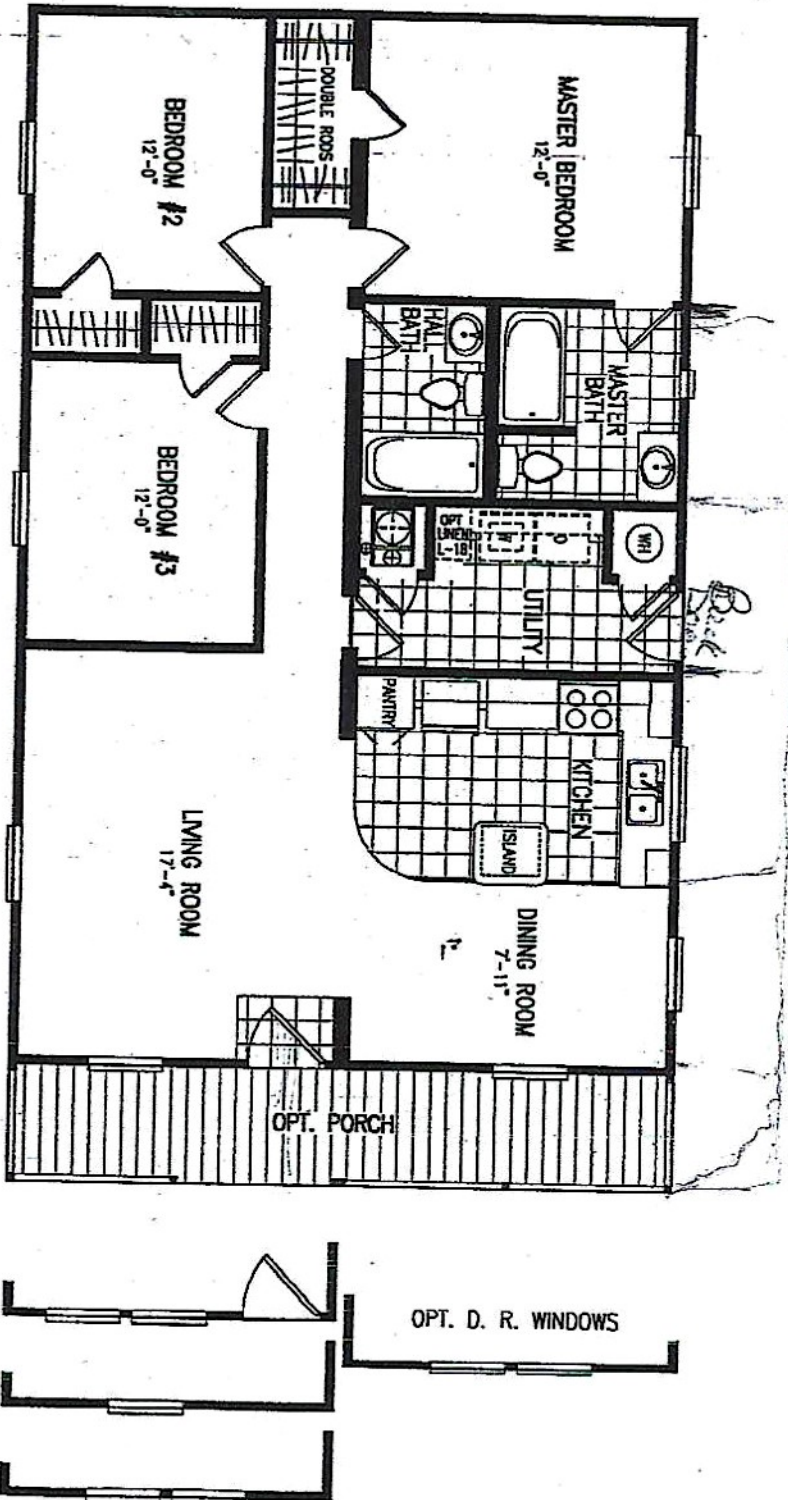 MASTER BEDROOM
12'-0"
DOUBLE RODS
BEDROOM #2
12'-0"
MASTER
BATH
HALL
BATH
BEDROOM #3
12'-0"
WH
D
W
OPT
LINEN
L-18
UTILITY
Back
PANTRY
KITCHEN
ISLAND
LIVING ROOM
17'-4"
DINING ROOM
7'-11"
OPT. PORCH
OPT. D. R. WINDOWS